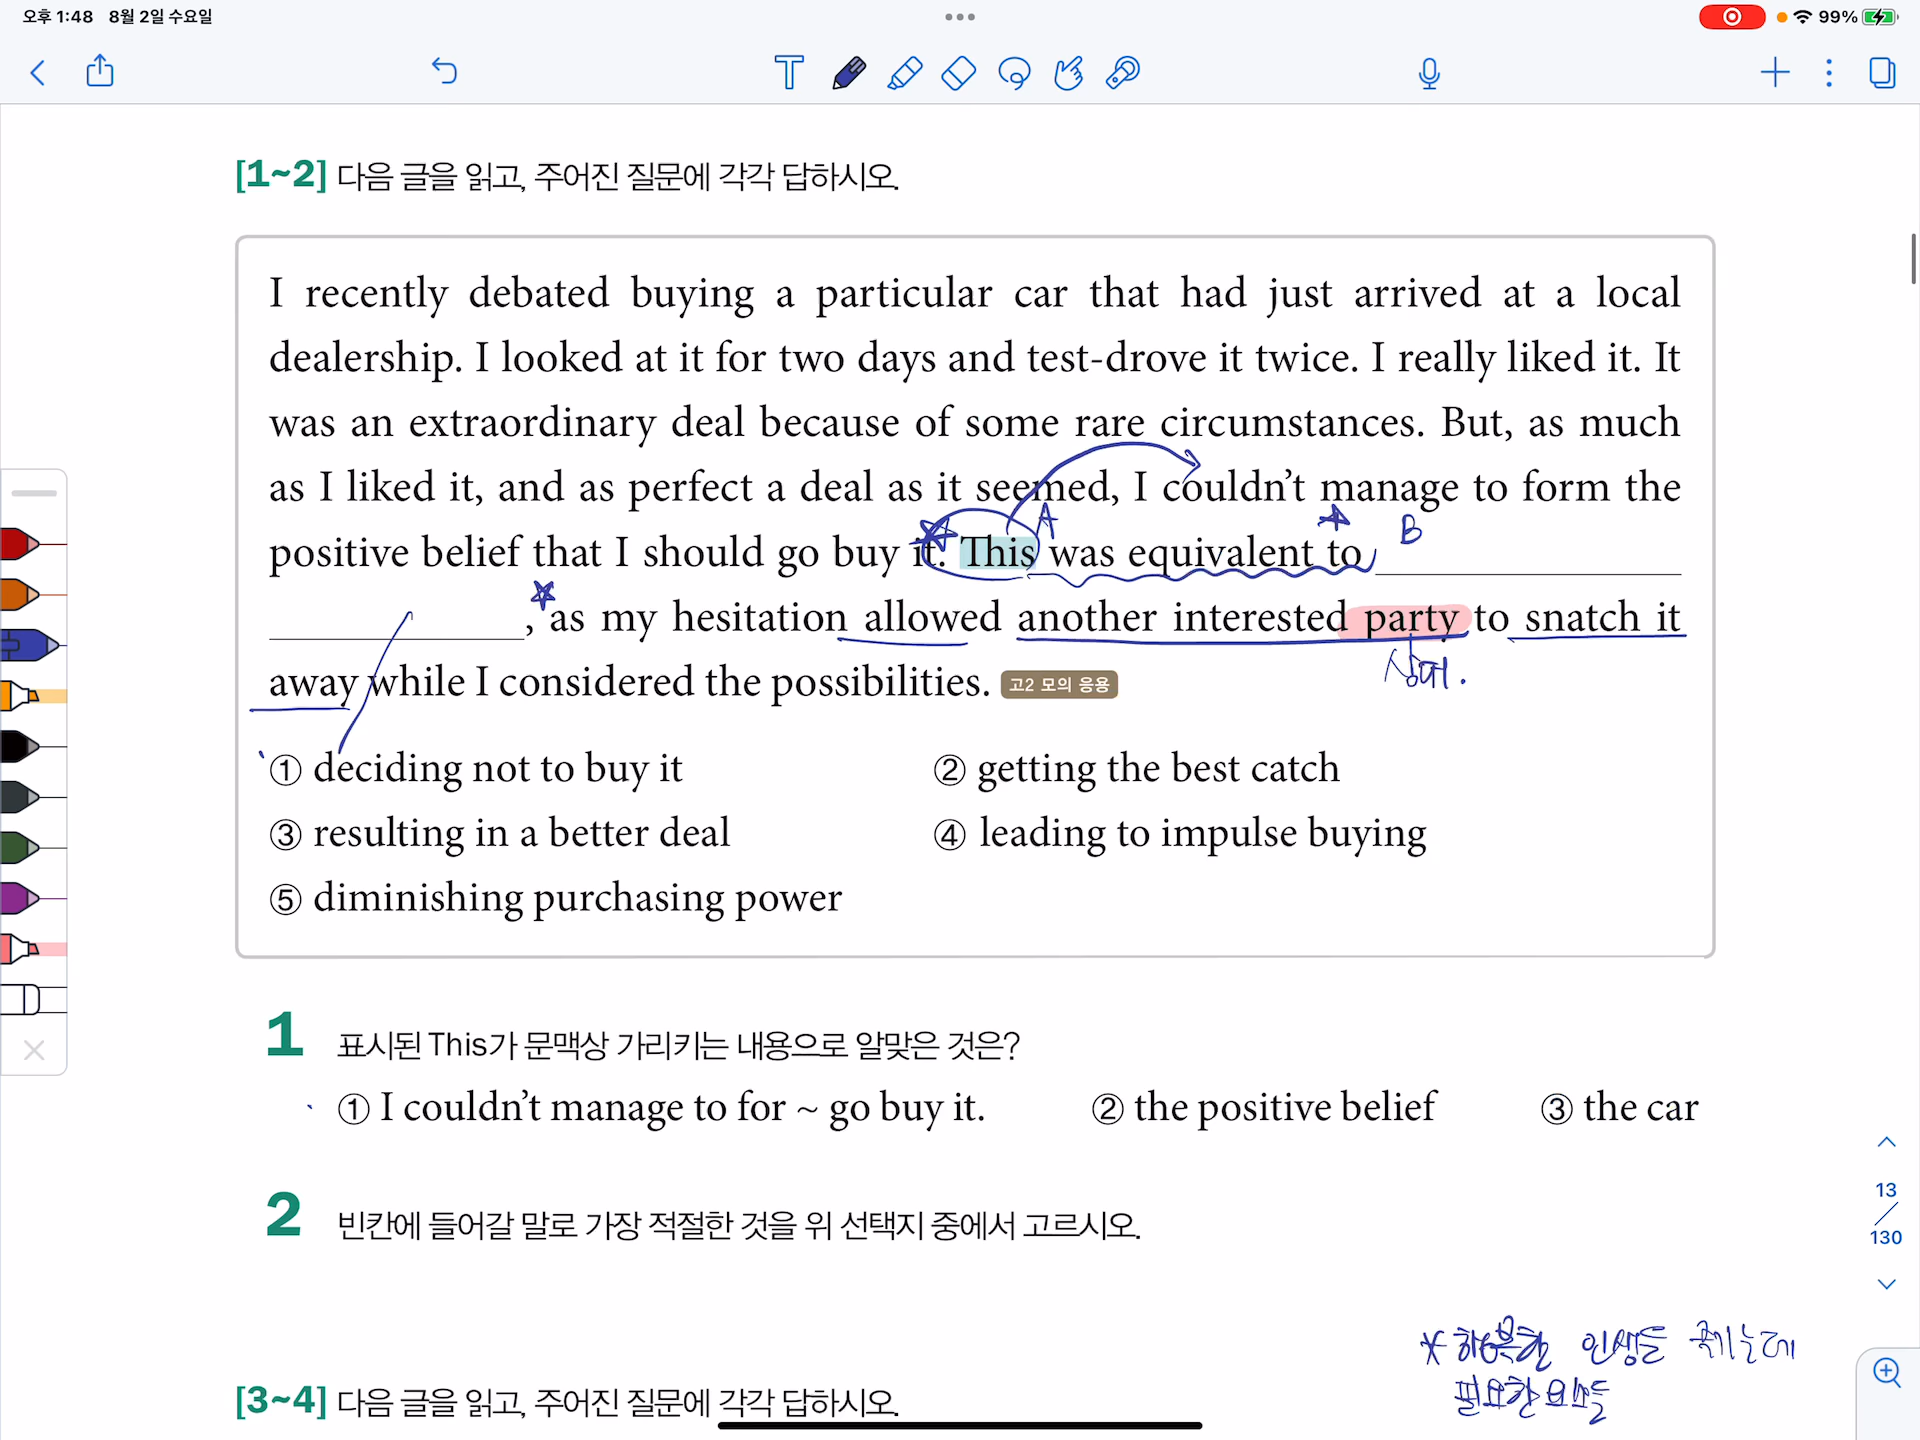 오후 1:48 8월 2일 수요일
99%
[1~2] 다음 글을 읽고, 주어진 질문에 각각 답하시오.
I recently debated buying a particular car that had just arrived at a local
dealership. I looked at it for two days and test-drove it twice. I really liked it. It
was an extraordinary deal because of some rare circumstances. But, as much
as I liked it, and as perfect a deal as it seemed, I couldn't manage to form the
A B
positive belief that I should go buy it. This was equivalent to
, as my hesitation allowed another interested party to snatch it
상대.
away while I considered the possibilities. 고2 모의 응용
① deciding not to buy it ② getting the best catch
③ resulting in a better deal ④ leading to impulse buying
⑤ diminishing purchasing power
1 표시된 This가 문맥상 가리키는 내용으로 알맞은 것은?
① I couldn't manage to for ~ go buy it. ② the positive belief ③ the car
2 빈칸에 들어갈 말로 가장 적절한 것을 위 선택지 중에서 고르시오.
13
130
인생을
필요한 요소들
[3~4] 다음 글을 읽고, 주어진 질문에 각각 답하시오.